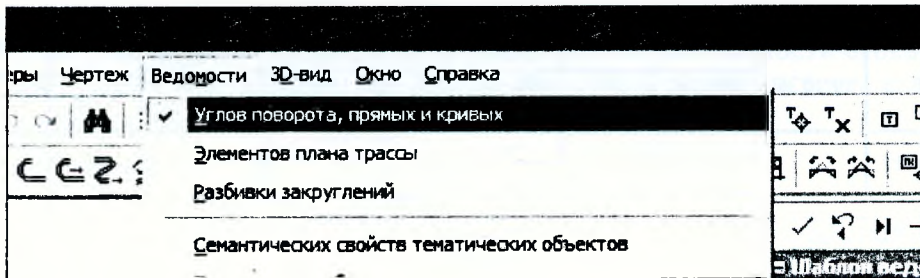 еры Чертеж Ведомости 3D-вид Окно Справка
Углов поворота, прямых и кривых
Элементов плана трассы
Разбивки закруглений
Семантических свойств тематических объектов
Шаблон вед